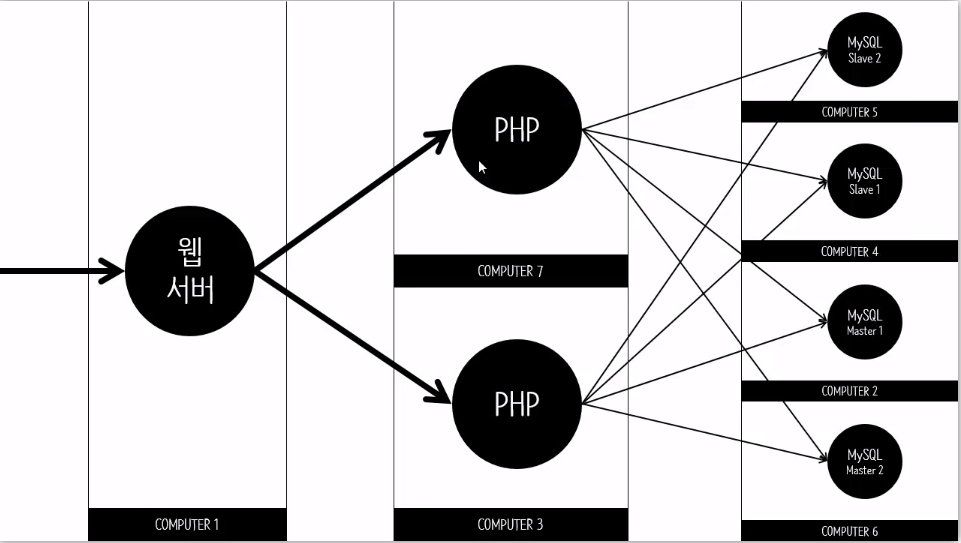 웹
서버
COMPUTER 1
PHP
COMPUTER 7
PHP
COMPUTER 3
MySQL
Slave 2
COMPUTER 5
MySQL
Slave 1
COMPUTER 4
MySQL
Master 1
COMPUTER 2
MySQL
Master 2
COMPUTER 6